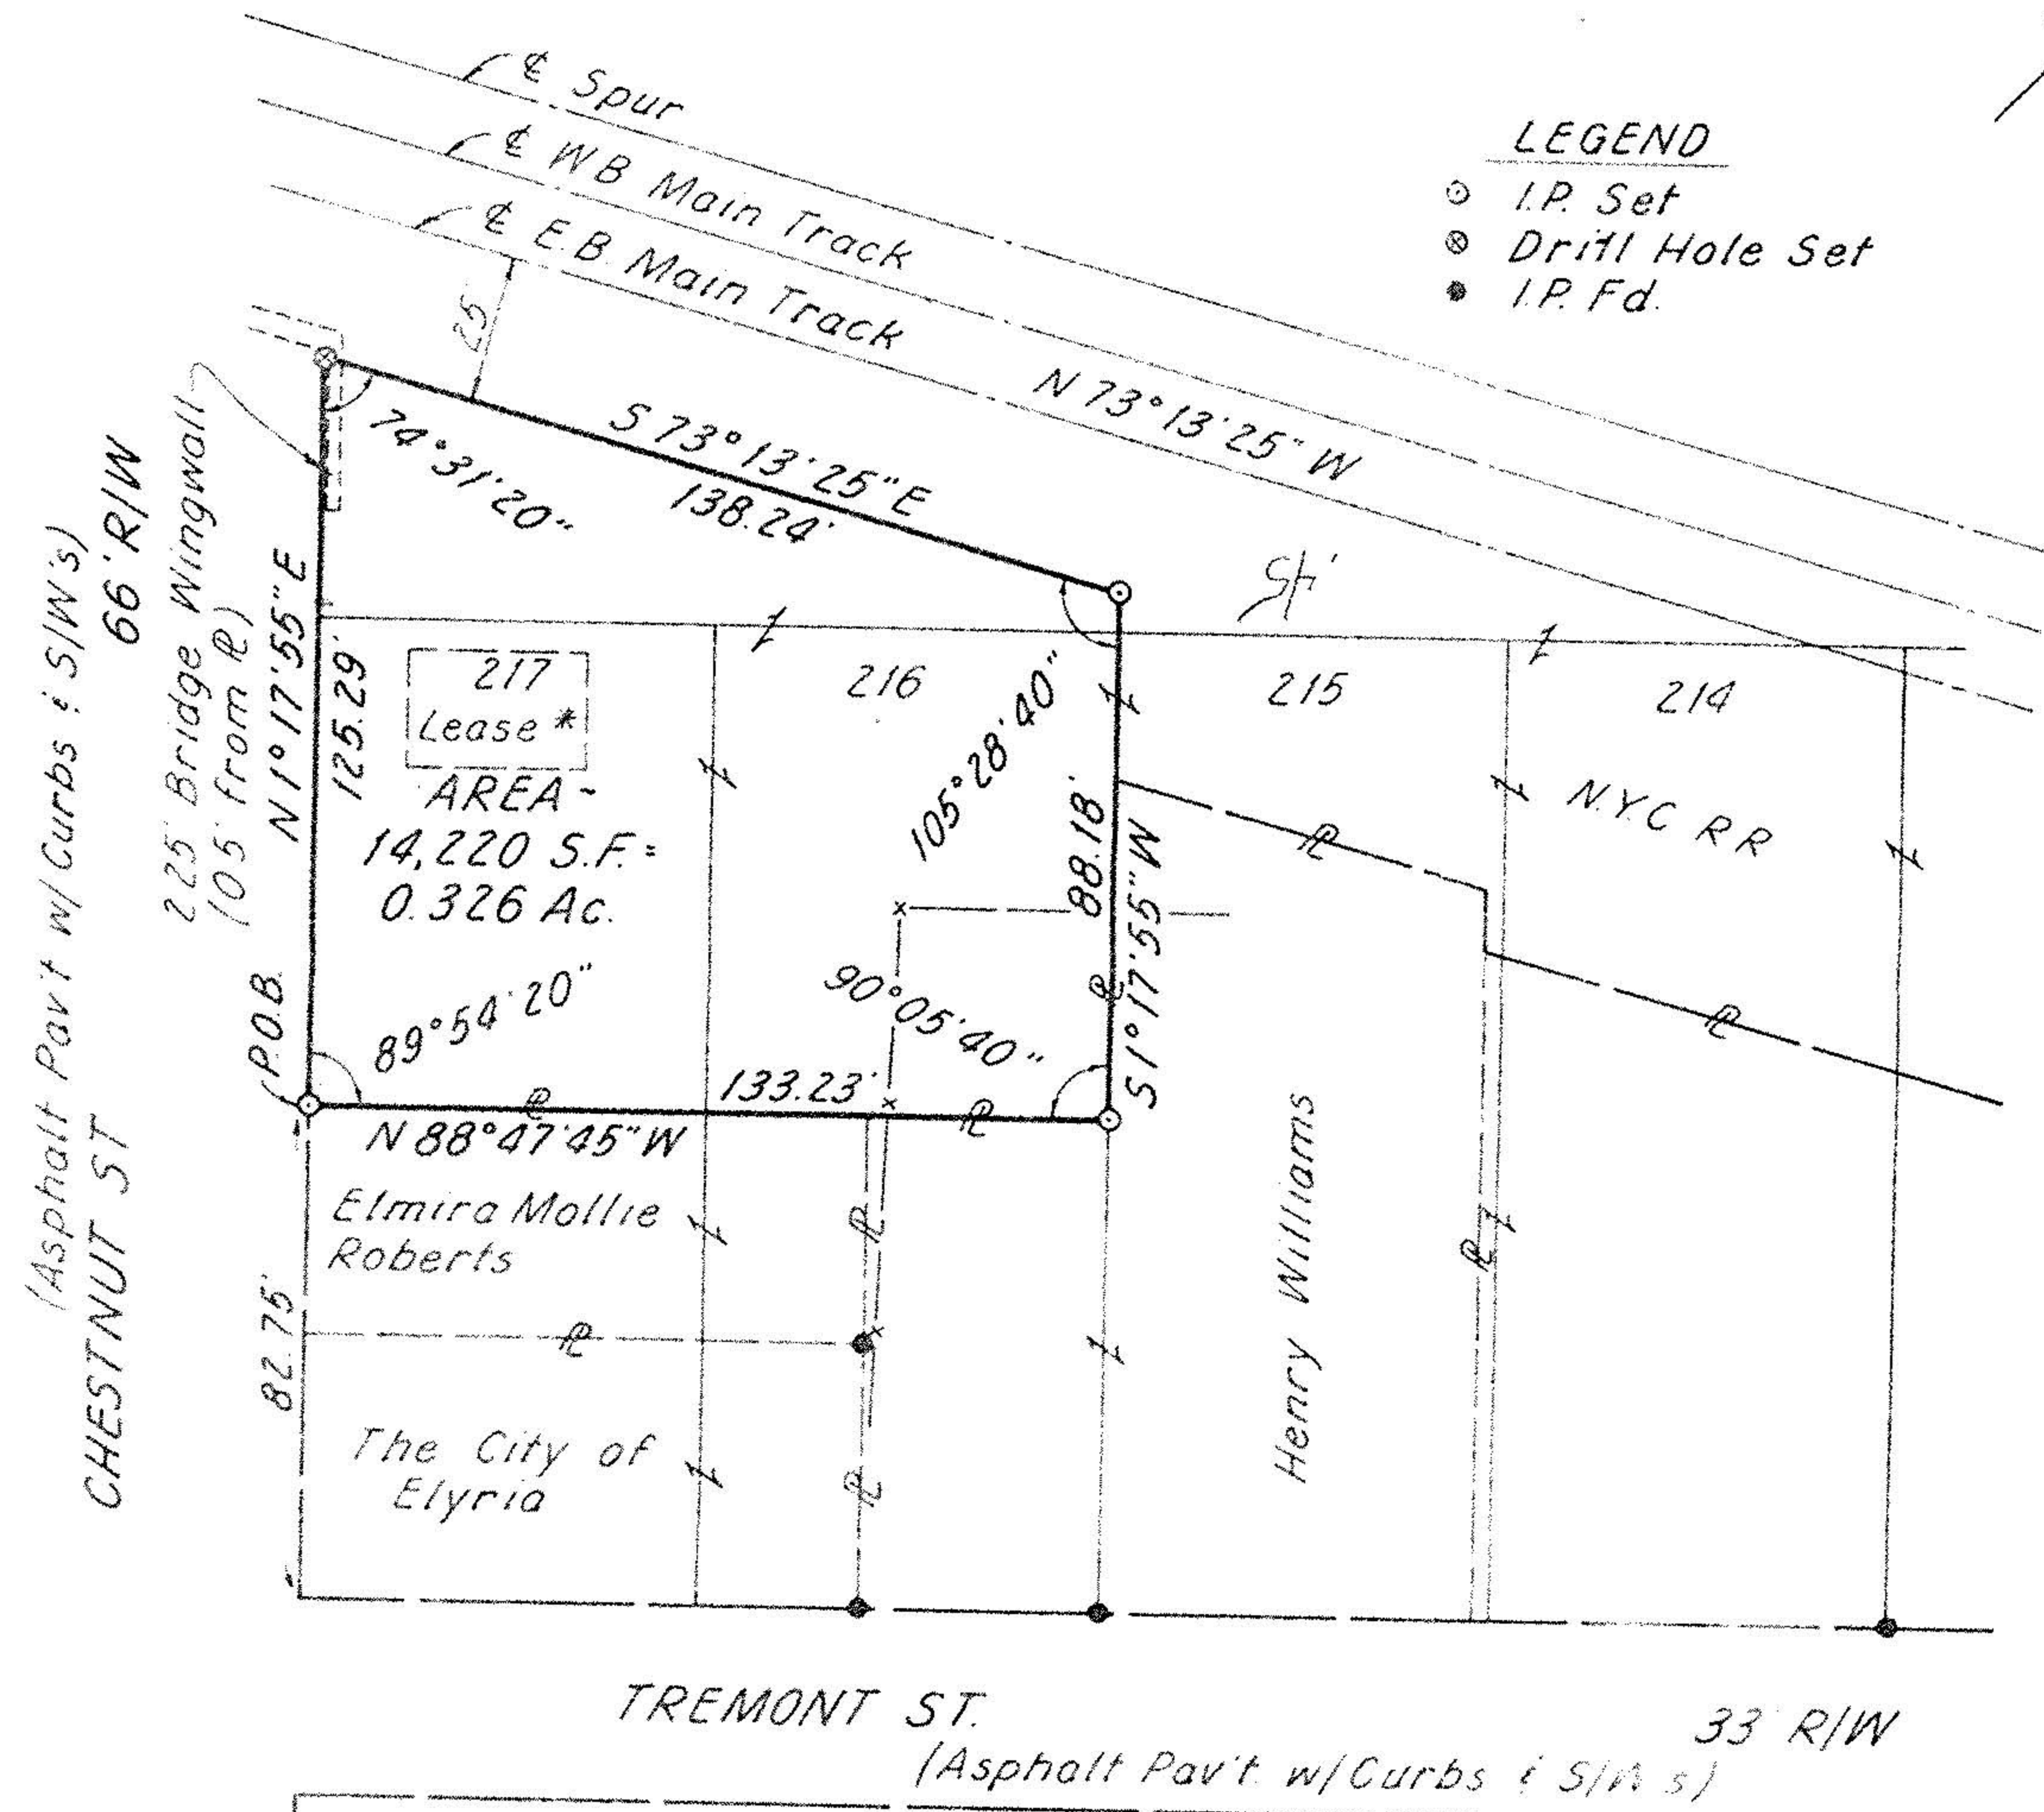 ℄ Spur
℄ W.B. Main Track
℄ E.B. Main Track
25'
N 73°13'25" W
LEGEND
I.P. Set
Drill Hole Set
I.P. Fd.
S 73°13'25" E
138.24'
74°31'20"
66' R/W
(Asphalt Pav't w/ Curbs & S/W's)
CHESTNUT ST
2.25' Bridge Wingwall
(0.5' from ℞)
N 1°17'55" E
125.29'
217
Lease *
AREA -
14,220 S.F. =
0.326 Ac.
216
215
214
105°28'40"
88.18'
S 1°17'55" W
N.Y.C. R R
P.O.B.
89°54'20"
90°05'40"
133.23'
N 88°47'45" W
Elmira Mollie
Roberts
82.75'
The City of
Elyria
Henry Williams
TREMONT ST.
33' R/W
(Asphalt Pav't. w/ Curbs & S/W's)